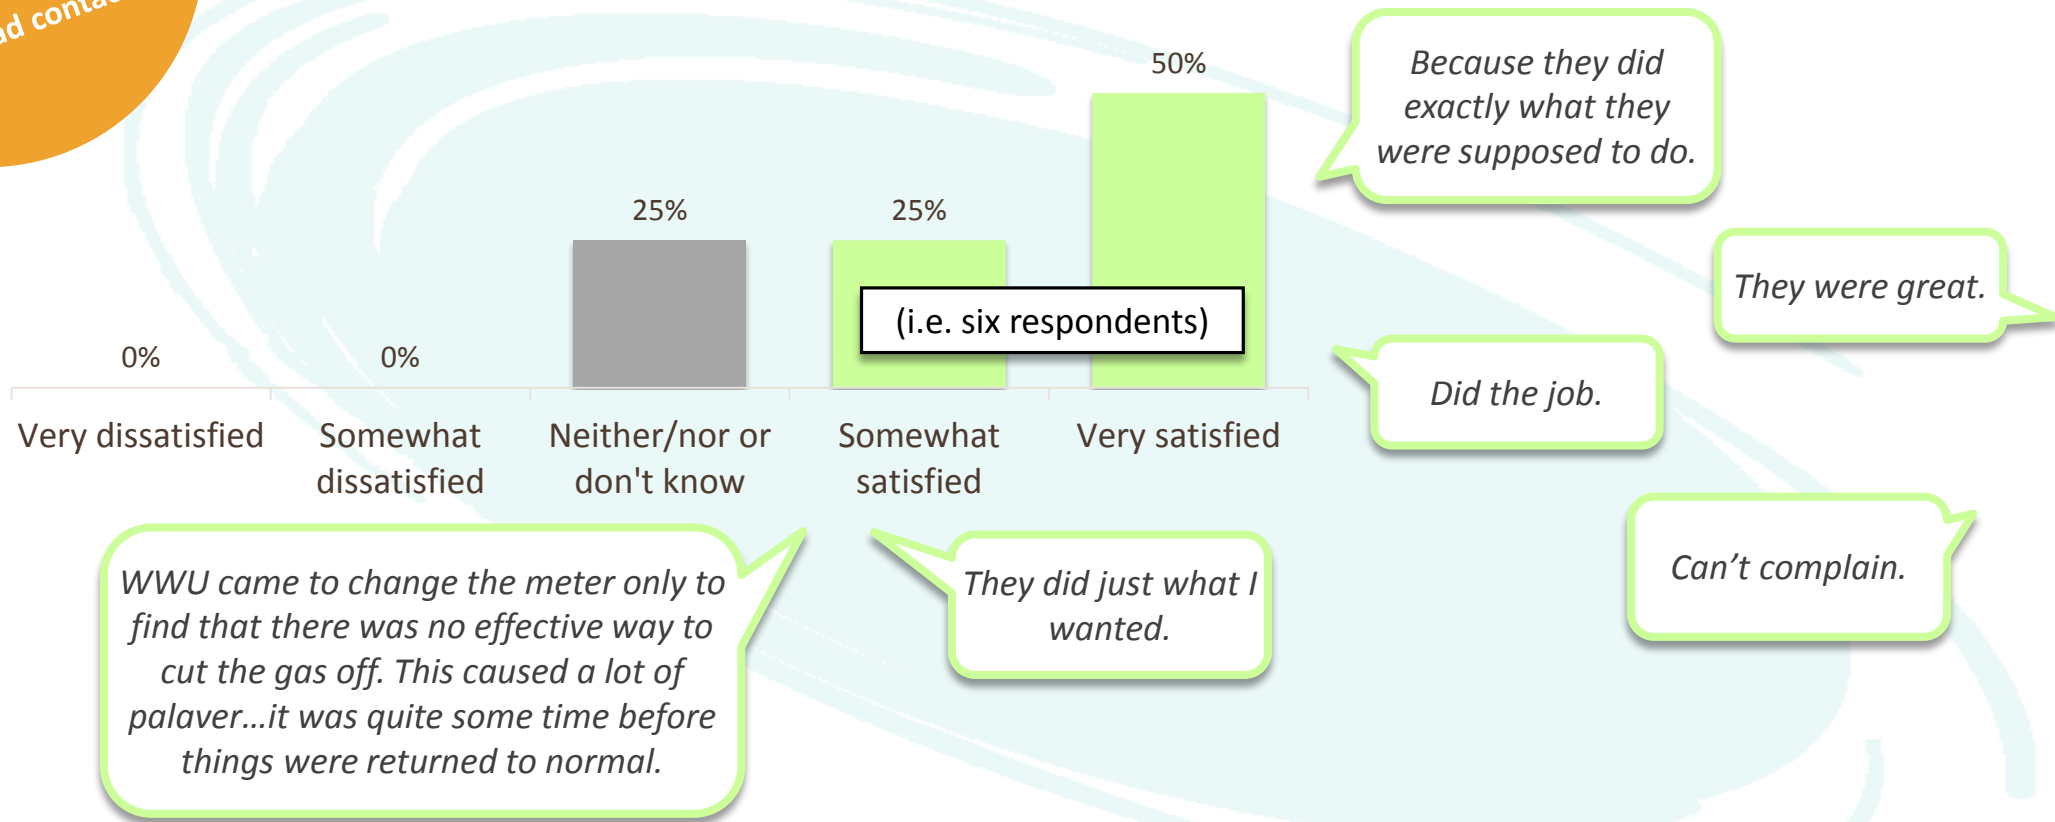 50%
25%
25%
0%
0%
(i.e. six respondents)
Very dissatisfied
Somewhat
dissatisfied
Neither/nor or
don't know
Somewhat
satisfied
Very satisfied
Because they did
exactly what they
were supposed to do.
They were great.
Did the job.
Can’t complain.
WWU came to change the meter only to
find that there was no effective way to
cut the gas off. This caused a lot of
palaver…it was quite some time before
things were returned to normal.
They did just what I
wanted.